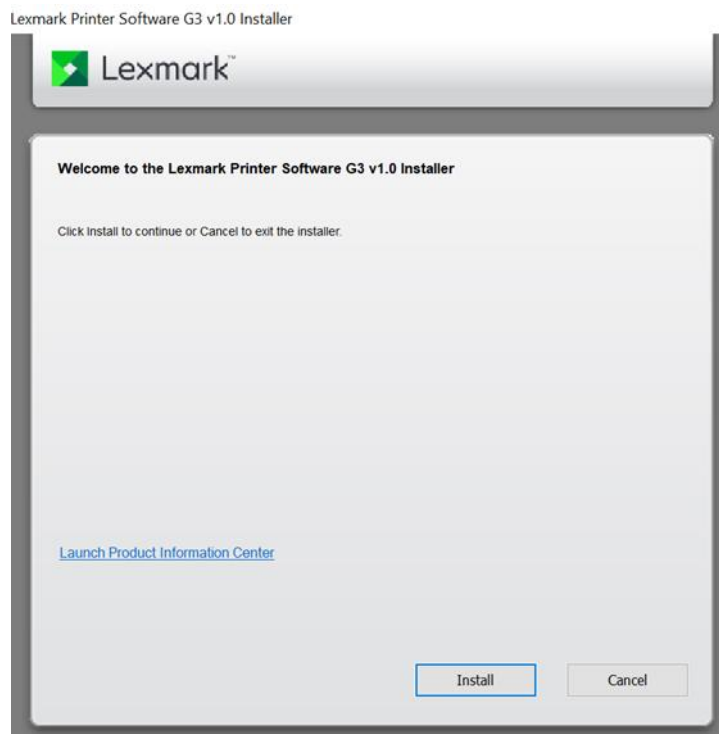 Lexmark Printer Software G3 v1.0 Installer
Lexmark™
Welcome to the Lexmark Printer Software G3 v1.0 Installer
Click Install to continue or Cancel to exit the installer.
Launch Product Information Center
Install Cancel